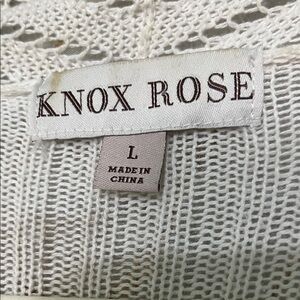 KNOX ROSE
L
MADE IN
CHINA